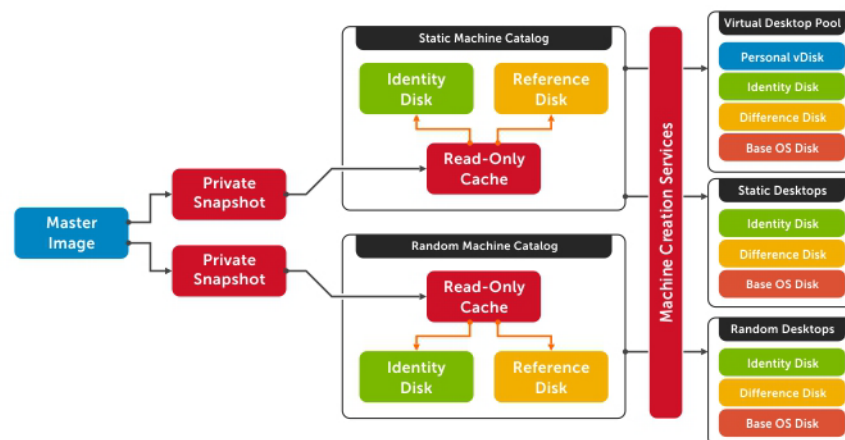 Master
Image
Private
Snapshot
Private
Snapshot
Static Machine Catalog
Identity
Disk
Reference
Disk
Read-Only
Cache
Random Machine Catalog
Read-Only
Cache
Identity
Disk
Reference
Disk
Machine Creation Services
Virtual Desktop Pool
Personal vDisk
Identity Disk
Difference Disk
Base OS Disk
Static Desktops
Identity Disk
Difference Disk
Base OS Disk
Random Desktops
Identity Disk
Difference Disk
Base OS Disk